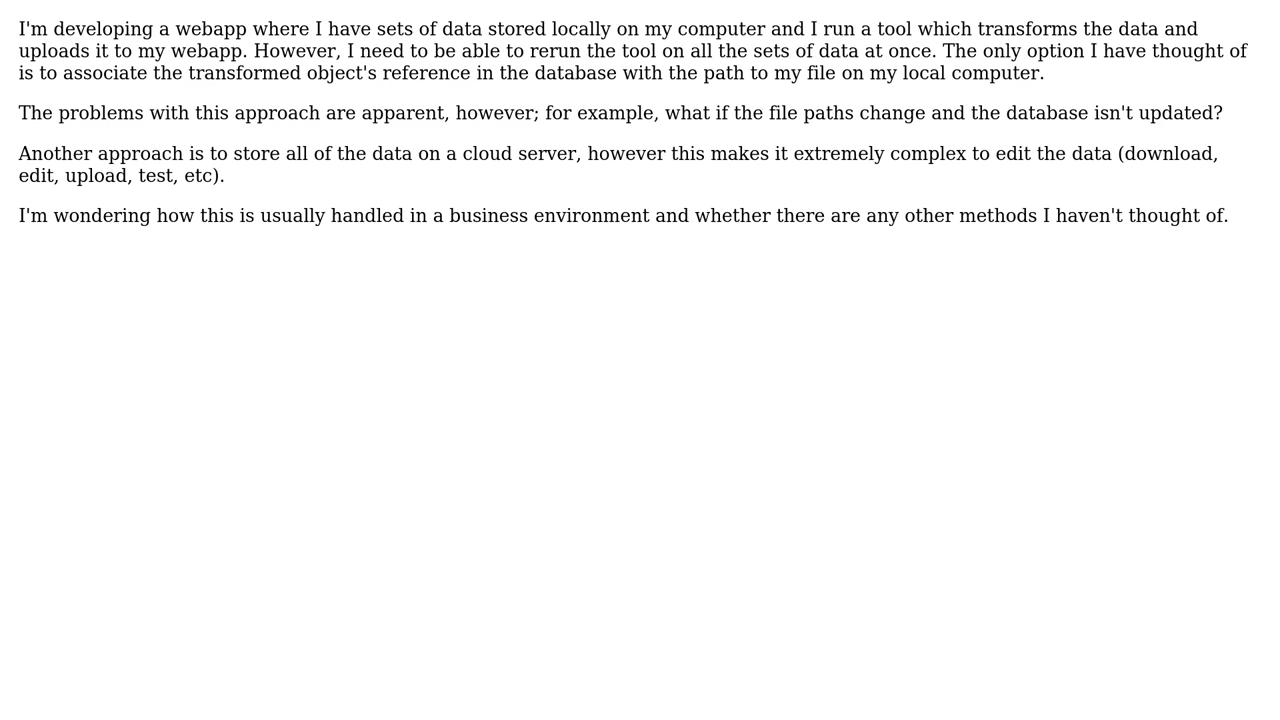 I'm developing a webapp where I have sets of data stored locally on my computer and I run a tool which transforms the data and
uploads it to my webapp. However, I need to be able to rerun the tool on all the sets of data at once. The only option I have thought of
is to associate the transformed object's reference in the database with the path to my file on my local computer.
The problems with this approach are apparent, however; for example, what if the file paths change and the database isn't updated?
Another approach is to store all of the data on a cloud server, however this makes it extremely complex to edit the data (download,
edit, upload, test, etc).
I'm wondering how this is usually handled in a business environment and whether there are any other methods I haven't thought of.